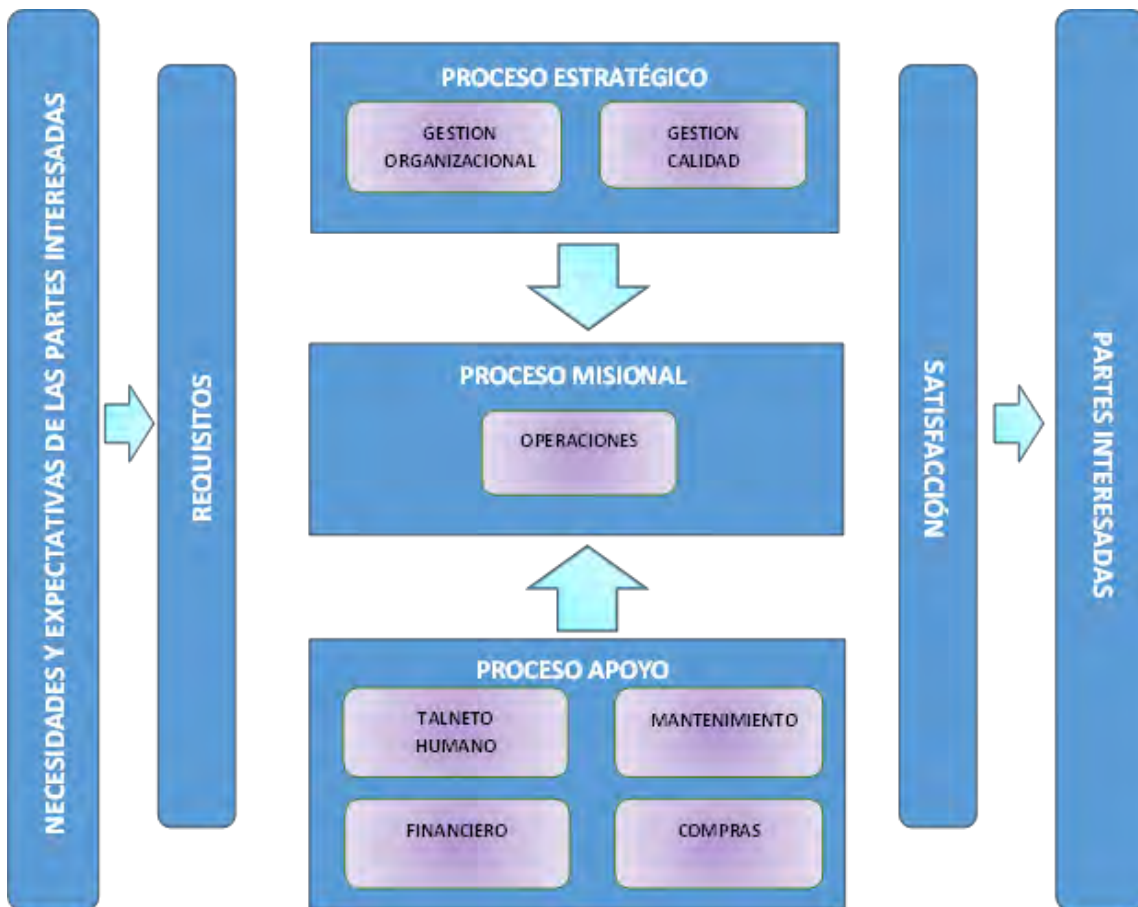 NECESIDADES Y EXPECTATIVAS DE LAS PARTES INTERESADAS
REQUISITOS
PROCESO ESTRATÉGICO
GESTION
ORGANIZACIONAL
GESTION
CALIDAD
PROCESO MISIONAL
OPERACIONES
PROCESO APOYO
TALNETO
HUMANO
MANTENIMIENTO
FINANCIERO
COMPRAS
SATISFACCIÓN
PARTES INTERESADAS